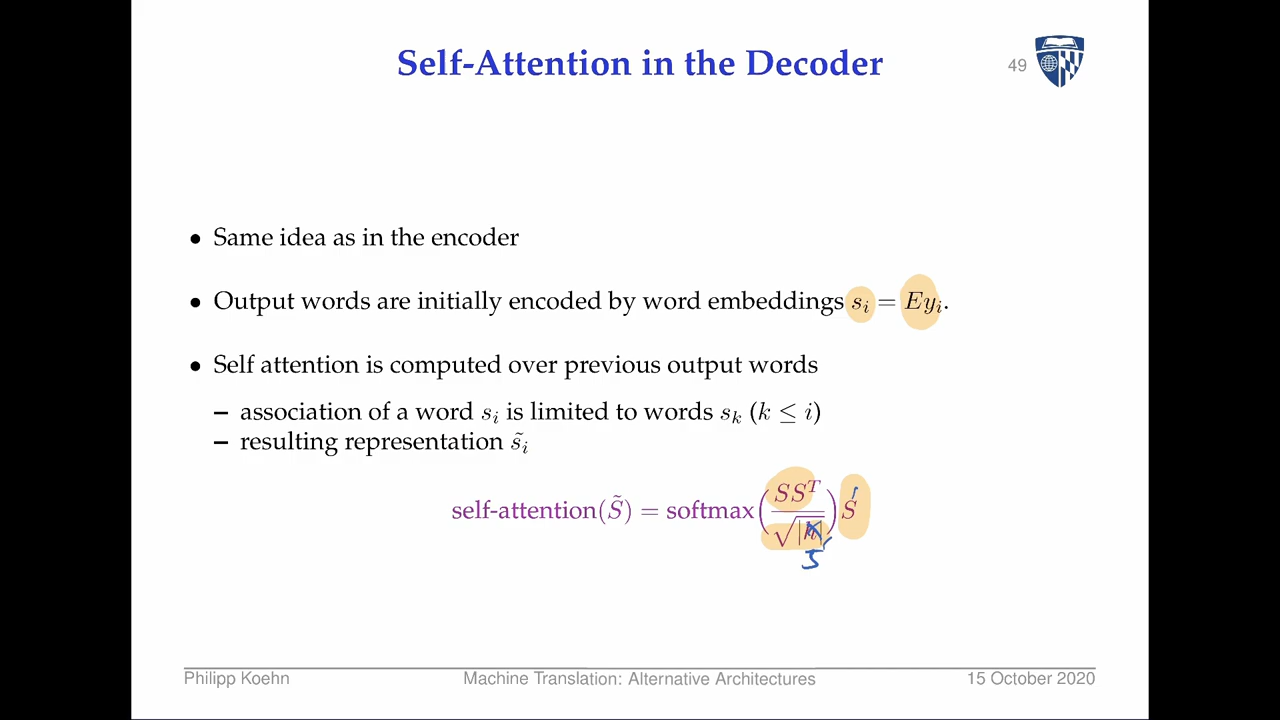 Self-Attention in the Decoder
49
• Same idea as in the encoder
• Output words are initially encoded by word embeddings sᵢ = Eyᵢ.
• Self attention is computed over previous output words
– association of a word sᵢ is limited to words sₖ (k ≤ i)
– resulting representation s̃ᵢ
self-attention(S̃) = softmax(SSᵀ/√|h|)S
Philipp Koehn Machine Translation: Alternative Architectures 15 October 2020